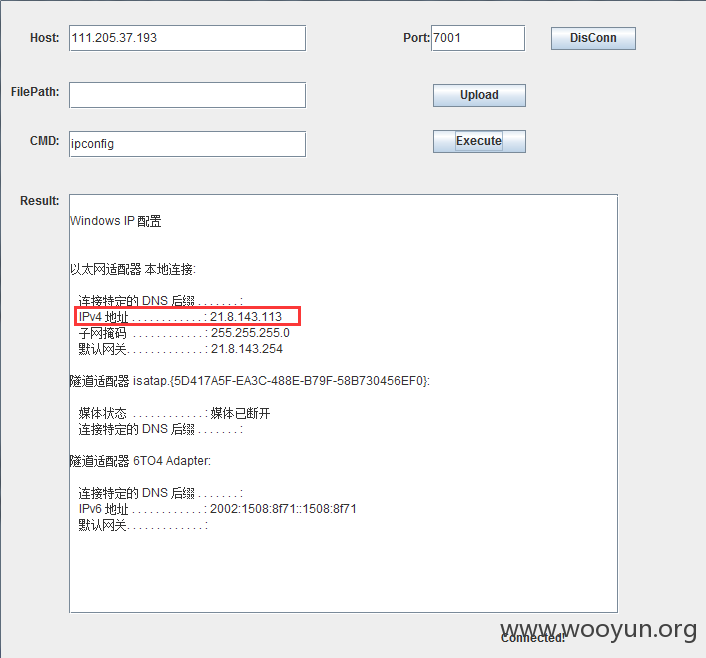 Host: 111.205.37.193 Port: 7001 DisConn
FilePath: Upload
CMD: ipconfig Execute
Result:
Windows IP 配置
以太网适配器 本地连接:
连接特定的 DNS 后缀 . . . . . . . :
IPv4 地址 . . . . . . . . . . . . : 21.8.143.113
子网掩码 . . . . . . . . . . . . : 255.255.255.0
默认网关. . . . . . . . . . . . . : 21.8.143.254
隧道适配器 isatap.{5D417A5F-EA3C-488E-B79F-58B730456EF0}:
媒体状态 . . . . . . . . . . . . : 媒体已断开
连接特定的 DNS 后缀 . . . . . . . :
隧道适配器 6TO4 Adapter:
连接特定的 DNS 后缀 . . . . . . . :
IPv6 地址 . . . . . . . . . . . . : 2002:1508:8f71::1508:8f71
默认网关. . . . . . . . . . . . . :
www.wooyun.org
Connected!